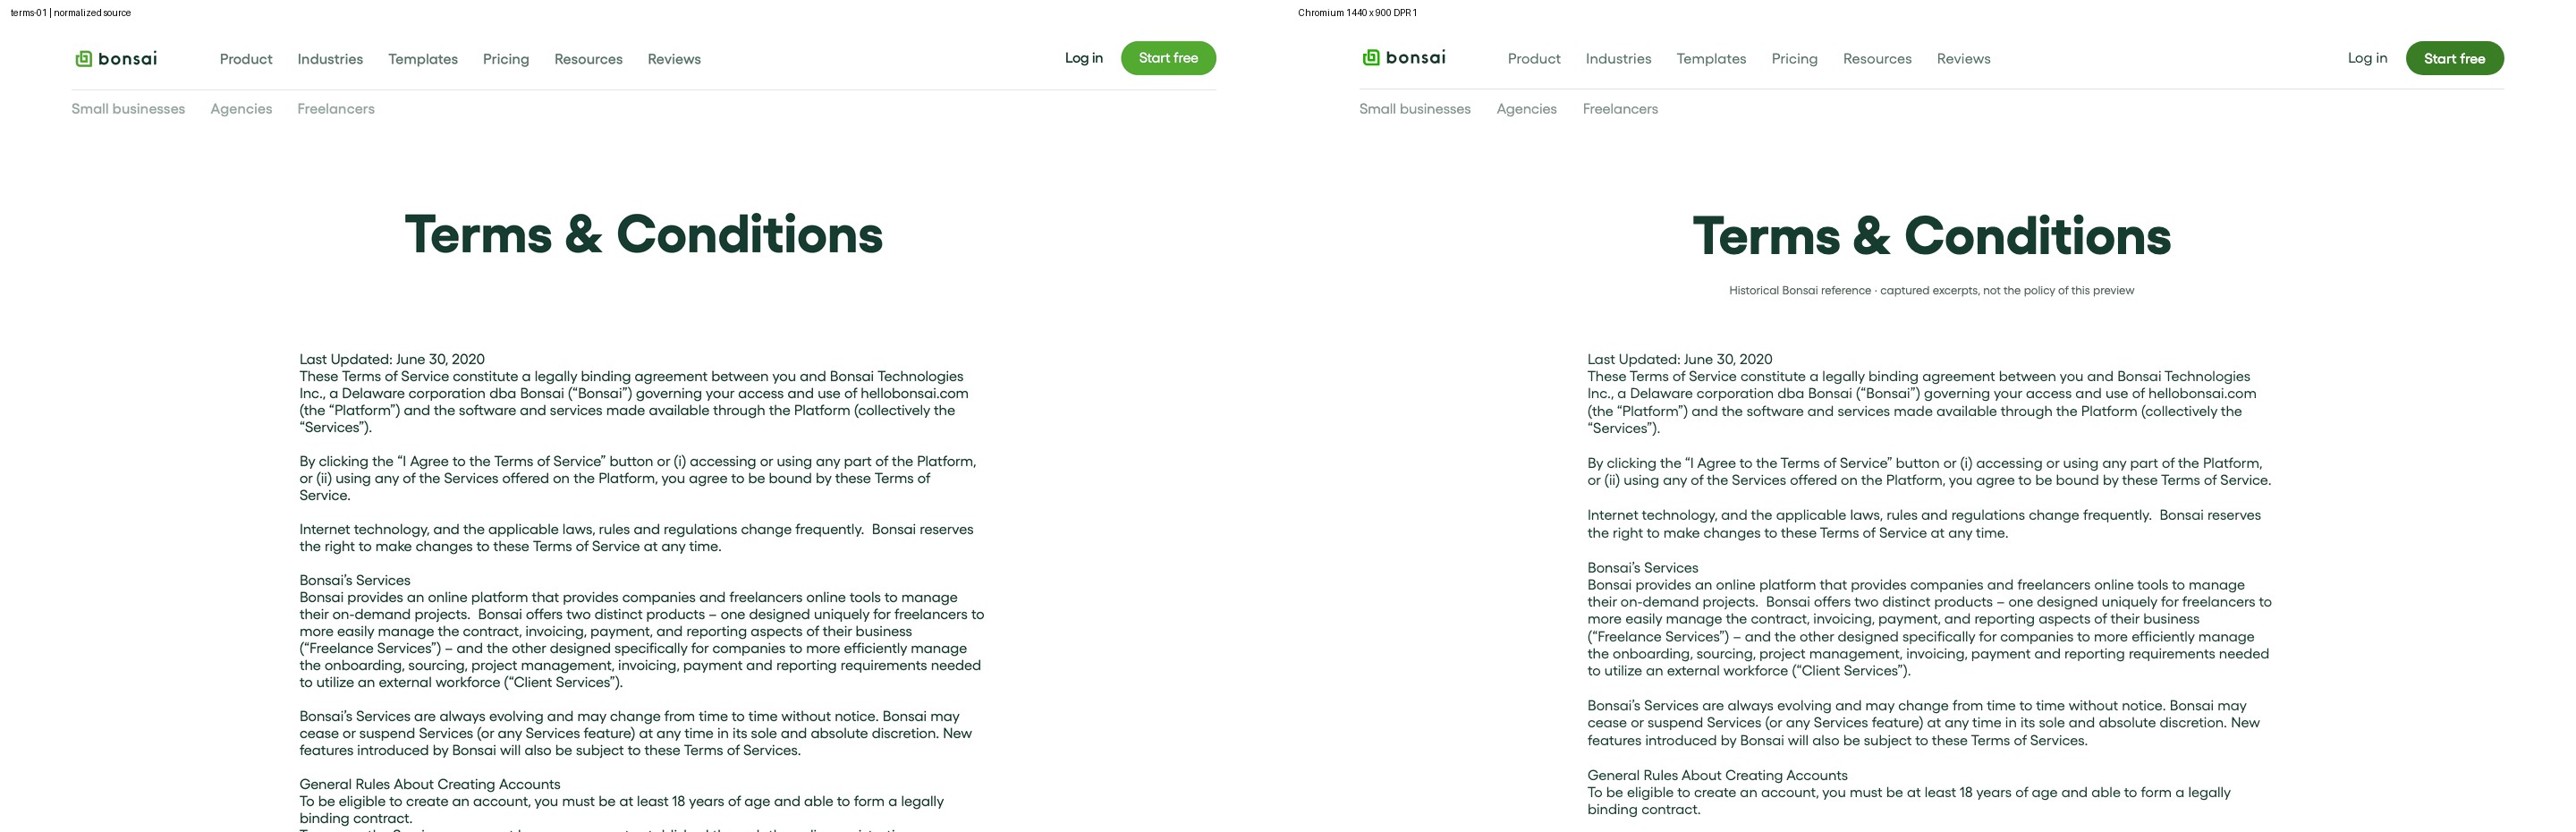 terms-01 | normalized source
bonsai Product Industries Templates Pricing Resources Reviews Log in Start free
Small businesses Agencies Freelancers
Terms & Conditions
Last Updated: June 30, 2020
These Terms of Service constitute a legally binding agreement between you and Bonsai Technologies
Inc., a Delaware corporation dba Bonsai (“Bonsai”) governing your access and use of hellobonsai.com
(the “Platform”) and the software and services made available through the Platform (collectively the
“Services”).
By clicking the “I Agree to the Terms of Service” button or (i) accessing or using any part of the Platform,
or (ii) using any of the Services offered on the Platform, you agree to be bound by these Terms of
Service.
Internet technology, and the applicable laws, rules and regulations change frequently.  Bonsai reserves
the right to make changes to these Terms of Service at any time.
Bonsai’s Services
Bonsai provides an online platform that provides companies and freelancers online tools to manage
their on-demand projects.  Bonsai offers two distinct products – one designed uniquely for freelancers to
more easily manage the contract, invoicing, payment, and reporting aspects of their business
(“Freelance Services”) – and the other designed specifically for companies to more efficiently manage
the onboarding, sourcing, project management, invoicing, payment and reporting requirements needed
to utilize an external workforce (“Client Services”).
Bonsai’s Services are always evolving and may change from time to time without notice. Bonsai may
cease or suspend Services (or any Services feature) at any time in its sole and absolute discretion. New
features introduced by Bonsai will also be subject to these Terms of Services.
General Rules About Creating Accounts
To be eligible to create an account, you must be at least 18 years of age and able to form a legally
binding contract.
Chromium 1440 x 900 DPR 1
bonsai Product Industries Templates Pricing Resources Reviews Log in Start free
Small businesses Agencies Freelancers
Terms & Conditions
Historical Bonsai reference · captured excerpts, not the policy of this preview
Last Updated: June 30, 2020
These Terms of Service constitute a legally binding agreement between you and Bonsai Technologies
Inc., a Delaware corporation dba Bonsai (“Bonsai”) governing your access and use of hellobonsai.com
(the “Platform”) and the software and services made available through the Platform (collectively the
“Services”).
By clicking the “I Agree to the Terms of Service” button or (i) accessing or using any part of the Platform,
or (ii) using any of the Services offered on the Platform, you agree to be bound by these Terms of Service.
Internet technology, and the applicable laws, rules and regulations change frequently.  Bonsai reserves
the right to make changes to these Terms of Service at any time.
Bonsai’s Services
Bonsai provides an online platform that provides companies and freelancers online tools to manage
their on-demand projects.  Bonsai offers two distinct products – one designed uniquely for freelancers to
more easily manage the contract, invoicing, payment, and reporting aspects of their business
(“Freelance Services”) – and the other designed specifically for companies to more efficiently manage
the onboarding, sourcing, project management, invoicing, payment and reporting requirements needed
to utilize an external workforce (“Client Services”).
Bonsai’s Services are always evolving and may change from time to time without notice. Bonsai may
cease or suspend Services (or any Services feature) at any time in its sole and absolute discretion. New
features introduced by Bonsai will also be subject to these Terms of Services.
General Rules About Creating Accounts
To be eligible to create an account, you must be at least 18 years of age and able to form a legally
binding contract.